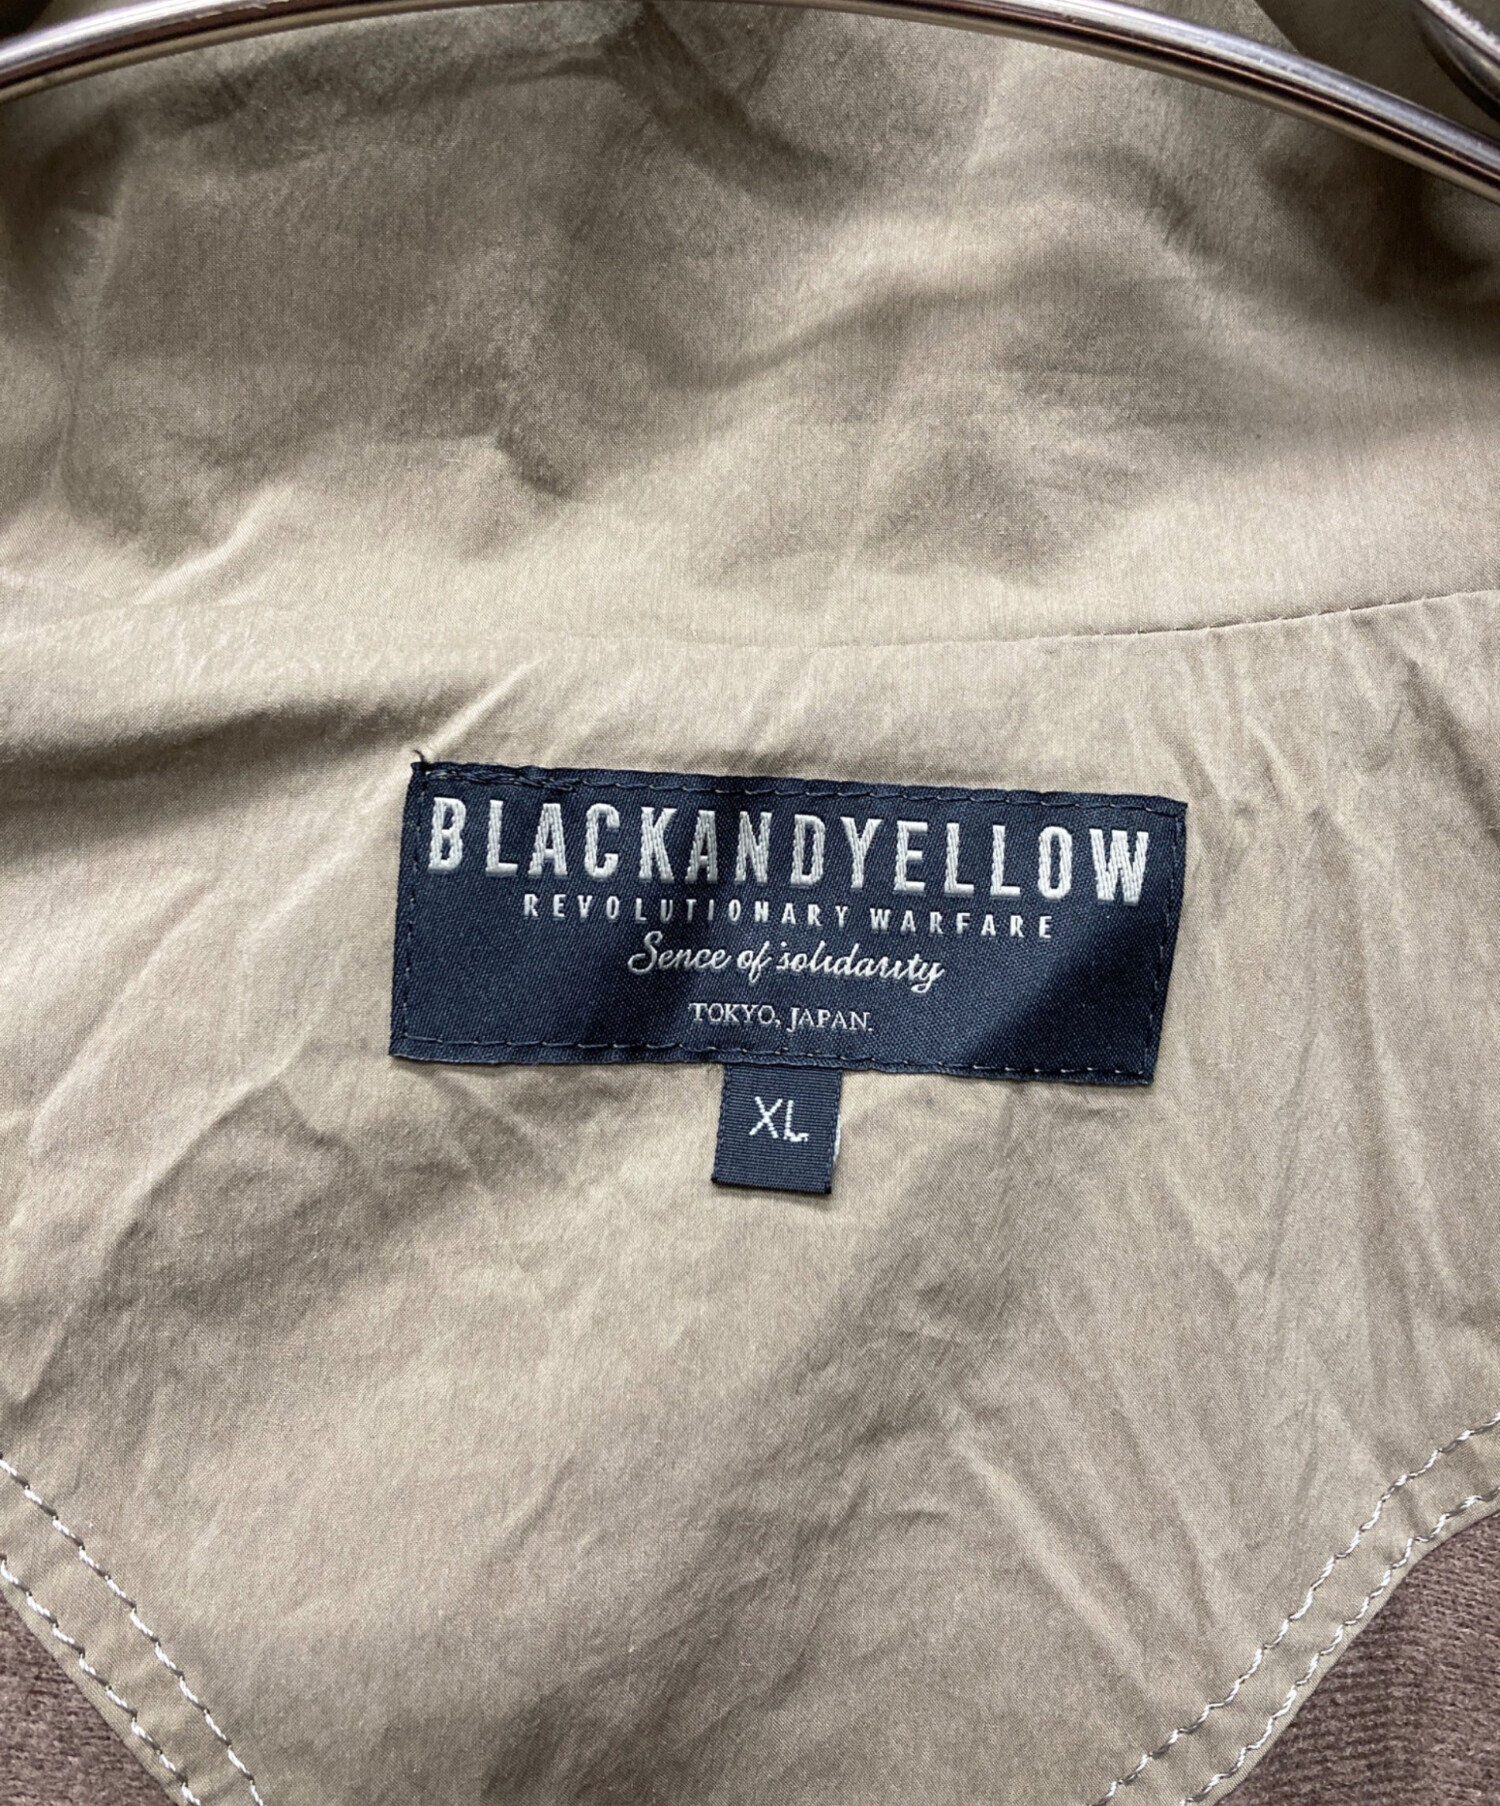 BLACKANDYELLOW
REVOLUTIONARY WARFARE
Sence of solidarity
TOKYO, JAPAN.
XL